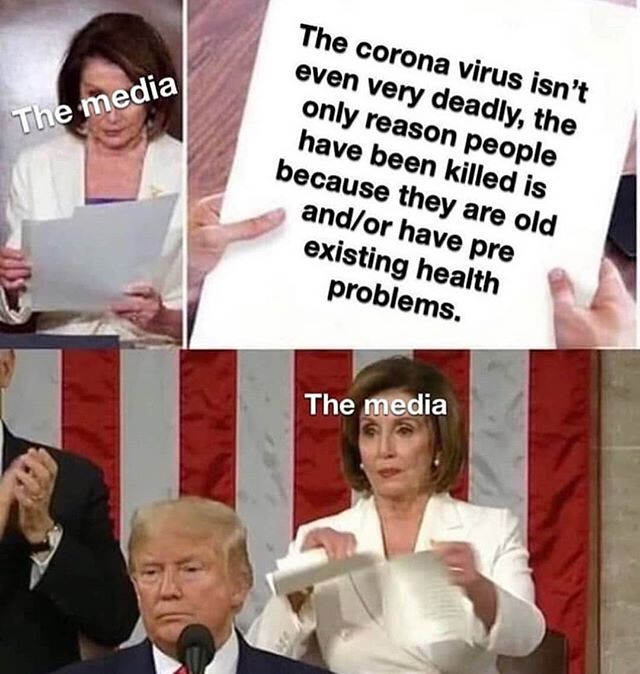 The media
The corona virus isn't
even very deadly, the
only reason people
have been killed is
because they are old
and/or have pre
existing health
problems.
The media